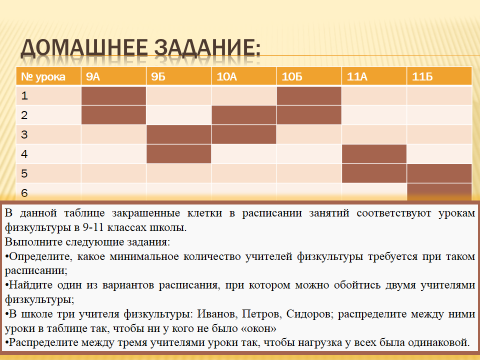 ДОМАШНЕЕ ЗАДАНИЕ:
№ урока 9А 9Б 10А 10Б 11А 11Б
1
2
3
4
5
6
В данной таблице закрашенные клетки в расписании занятий соответствуют урокам
физкультуры в 9-11 классах школы.
Выполните следующие задания:
•Определите, какое минимальное количество учителей физкультуры требуется при таком
расписании;
•Найдите один из вариантов расписания, при котором можно обойтись двумя учителями
физкультуры;
•В школе три учителя физкультуры: Иванов, Петров, Сидоров; распределите между ними
уроки в таблице так, чтобы ни у кого не было «окон»
•Распределите между тремя учителями уроки так, чтобы нагрузка у всех была одинаковой.